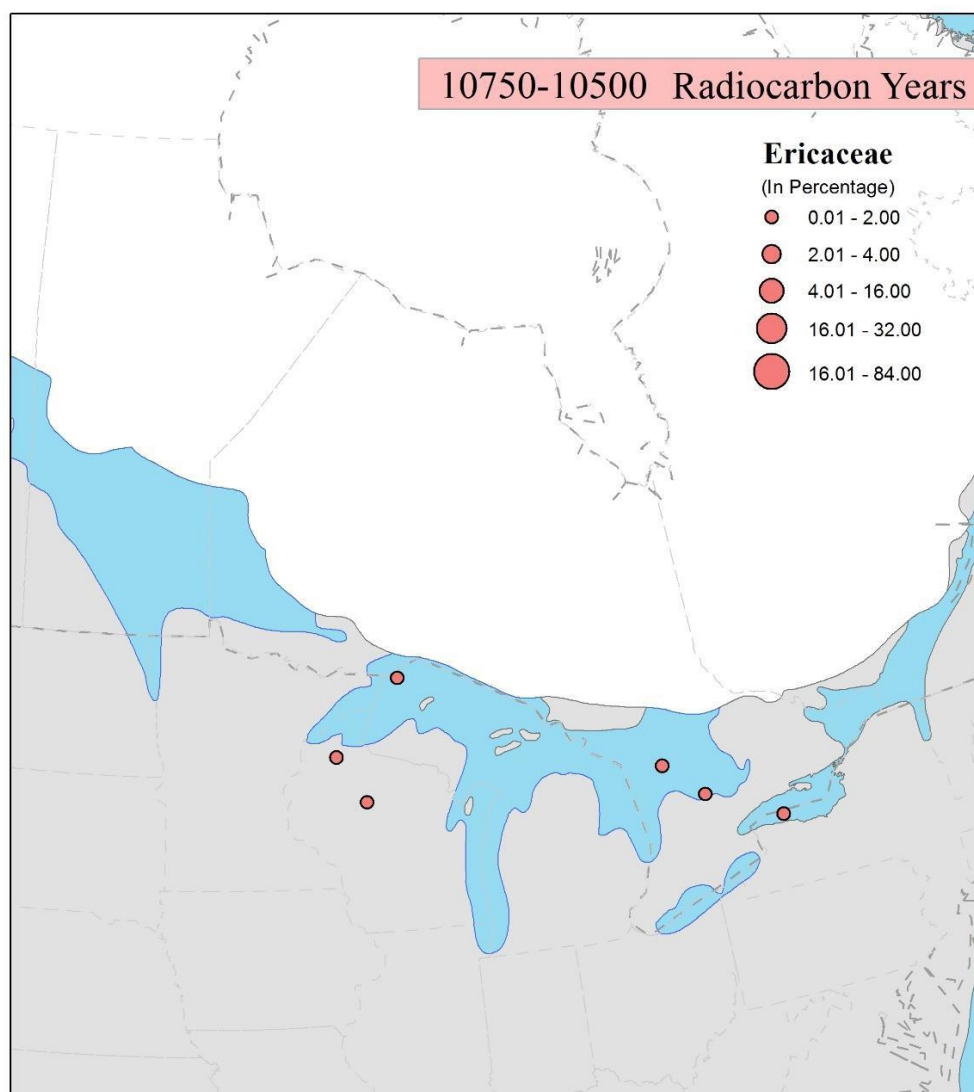 10750-10500 Radiocarbon Years
Ericaceae
(In Percentage)
0.01 - 2.00
2.01 - 4.00
4.01 - 16.00
16.01 - 32.00
16.01 - 84.00